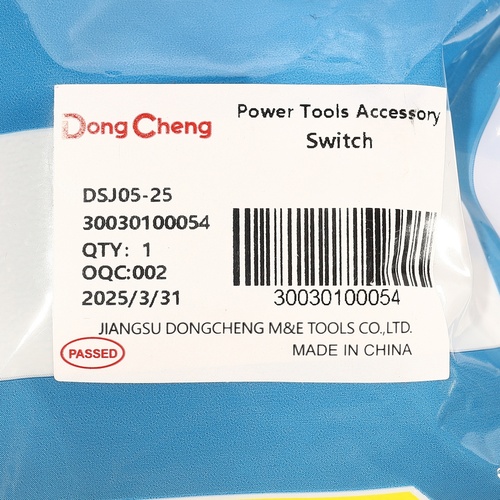 Dong Cheng
Power Tools Accessory
Switch
DSJ05-25
30030100054
QTY: 1
OQC:002
2025/3/31
30030100054
JIANGSU DONGCHENG M&E TOOLS CO.,LTD.
PASSED
MADE IN CHINA